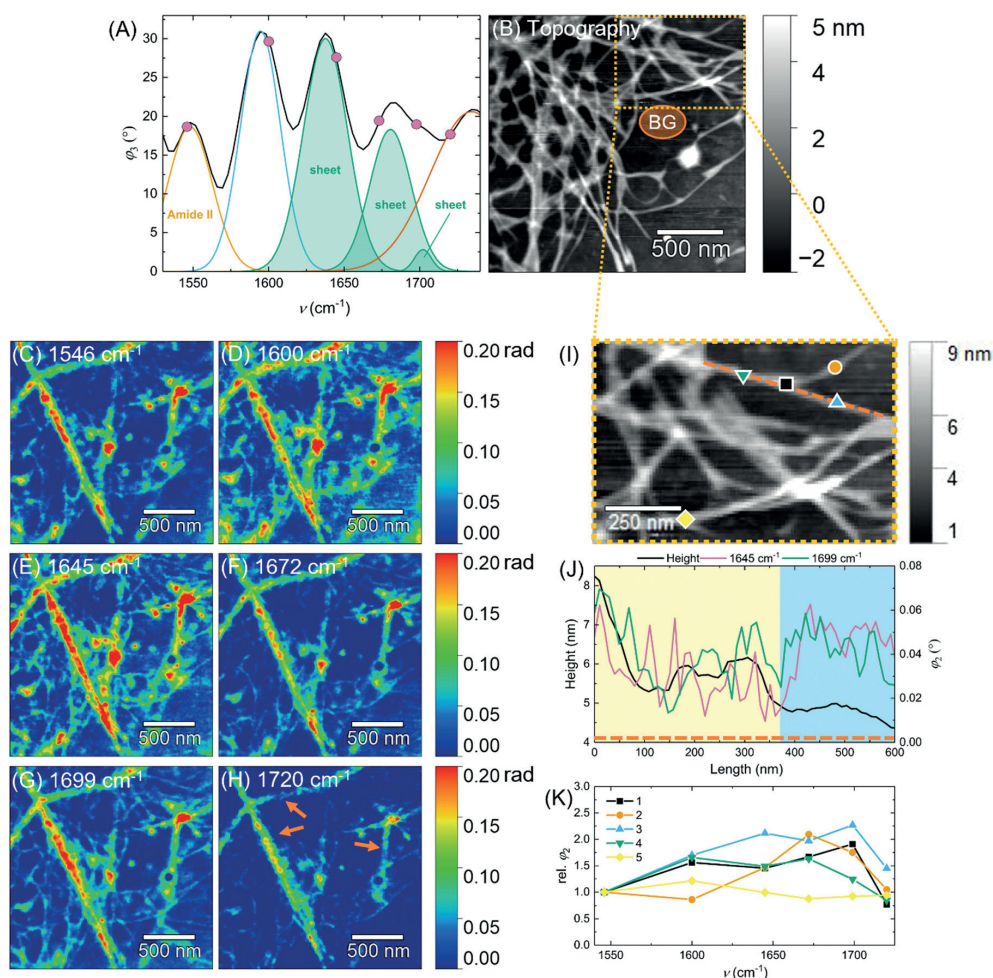 (A)
φ3 (°)
30
25
20
15
10
5
0
1550
1600
1650
1700
ν (cm-1)
Amide II
sheet
sheet
sheet
(B) Topography
BG
500 nm
5 nm
4
2
0
−2
(C) 1546 cm-1
500 nm
(D) 1600 cm-1
500 nm
0.20 rad
0.15
0.10
0.05
0.00
(E) 1645 cm-1
500 nm
(F) 1672 cm-1
500 nm
0.20 rad
0.15
0.10
0.05
0.00
(G) 1699 cm-1
500 nm
(H) 1720 cm-1
500 nm
0.20 rad
0.15
0.10
0.05
0.00
(I)
250 nm
9 nm
6
4
1
Height 1645 cm-1 1699 cm-1
(J)
Height (nm)
8
7
6
5
4
0 100 200 300 400 500 600
Length (nm)
0.08
0.06
0.04
0.02
0.00
φ2 (°)
(K)
rel. φ2
3.0
2.5
2.0
1.5
1.0
0.5
0.0
1
2
3
4
5
1550 1600 1650 1700
ν (cm-1)